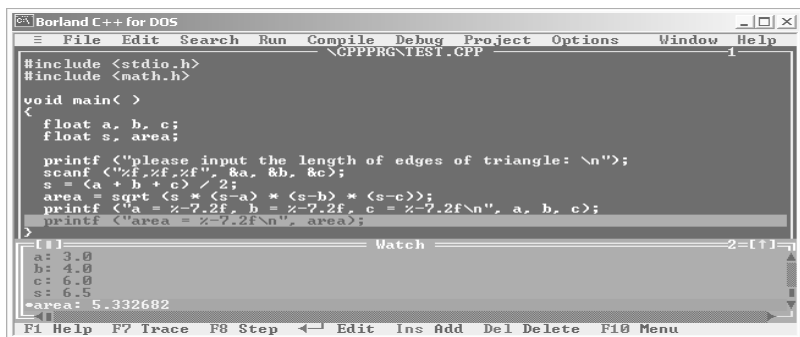 Borland C++ for DOS
≡ File Edit Search Run Compile Debug Project Options Window Help
\CPPPRG\TEST.CPP 1
#include <stdio.h>
#include <math.h>
void main( )
{
float a, b, c;
float s, area;
printf ("please input the length of edges of triangle: \n");
scanf ("%f,%f,%f", &a, &b, &c);
s = (a + b + c) / 2;
area = sqrt (s * (s-a) * (s-b) * (s-c));
printf ("a = %-7.2f, b = %-7.2f, c = %-7.2f\n", a, b, c);
printf ("area = %-7.2f\n", area);
}
Watch 2=[↑]
a: 3.0
b: 4.0
c: 6.0
s: 6.5
•area: 5.332682
F1 Help F7 Trace F8 Step ←┘ Edit Ins Add Del Delete F10 Menu